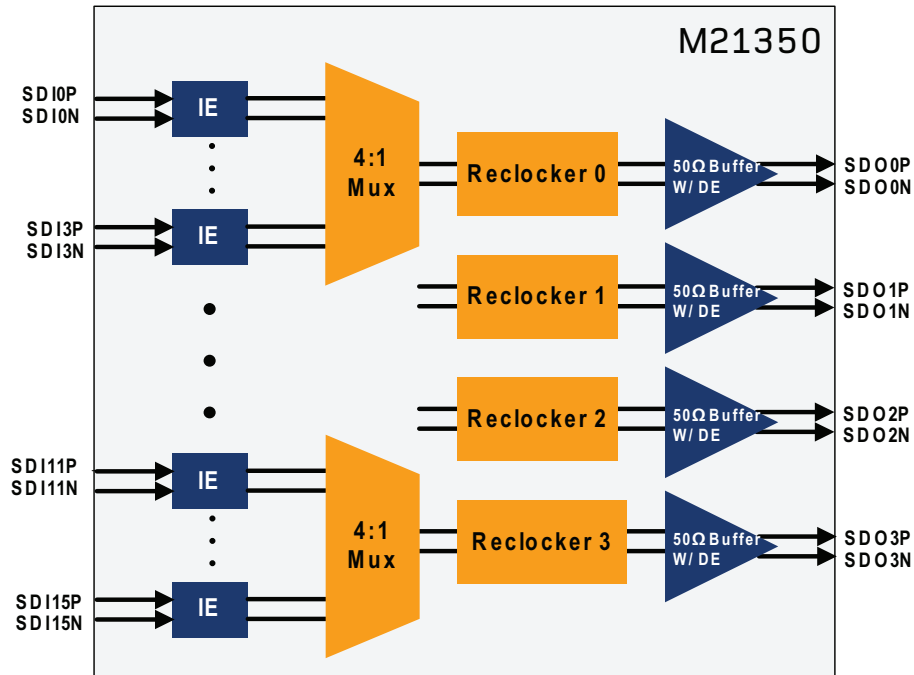 M21350
SDI0P
SDI0N
IE
4:1
Mux
Reclocker 0
50Ω Buffer
W/DE
SDO0P
SDO0N
SDI3P
SDI3N
IE
Reclocker 1
50Ω Buffer
W/DE
SDO1P
SDO1N
Reclocker 2
50Ω Buffer
W/DE
SDO2P
SDO2N
SDI11P
SDI11N
IE
4:1
Mux
Reclocker 3
50Ω Buffer
W/DE
SDO3P
SDO3N
SDI15P
SDI15N
IE